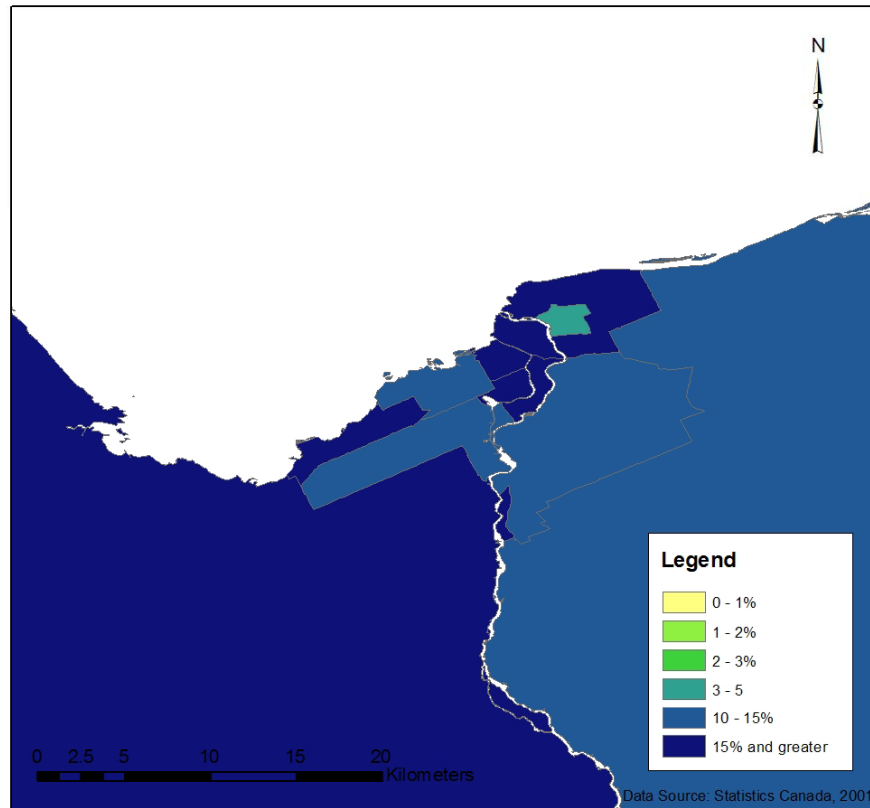 N
Legend
0 - 1%
1 - 2%
2 - 3%
3 - 5
10 - 15%
15% and greater
0 2.5 5 10 15 20
Kilometers
Data Source: Statistics Canada, 2001